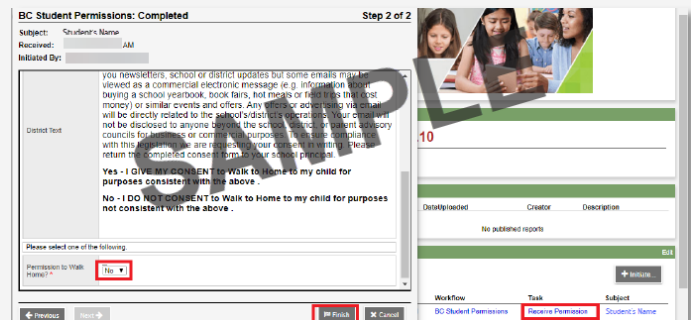 BC Student Permissions: Completed Step 2 of 2
Subject: Student's Name
Received: AM
Initiated By:
you newsletters, school or district updates but some emails may be
viewed as a commercial electronic message (e.g. information about
buying a school yearbook, book fairs, hot meals or field trips that cost
money) or similar events and offers. Any offers or advertising via email
will be directly related to the school's/district's operations. Your email will
not be disclosed to anyone beyond the school, district, or parent advisory
councils for business or commercial purposes. To ensure compliance
with this legislation we are requesting your consent in writing. Please
return the completed consent form to your school principal.
District Text
Yes - I GIVE MY CONSENT to Walk to Home to my child for
purposes consistent with the above .
No - I DO NOT CONSENT to Walk to Home to my child for purposes
not consistent with the above .
Please select one of the following.
Permission to Walk
Home? *
No
Previous Next Finish Cancel
SAMPLE
.10
DateUploaded Creator Description
No published reports
Edit
Initiate...
Workflow Task Subject
BC Student Permissions Receive Permission Student's Name